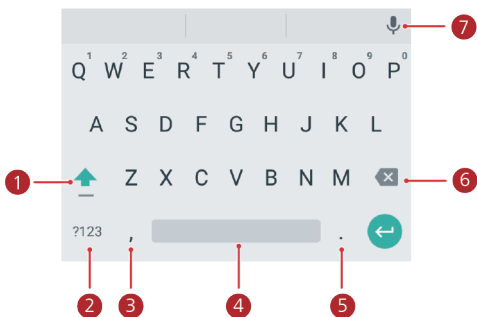 7
1 2 3 4 5 6 7 8 9 0
Q W E R T Y U I O P
A S D F G H J K L
1 Z X C V B N M 6
?123 , .
2 3 4 5